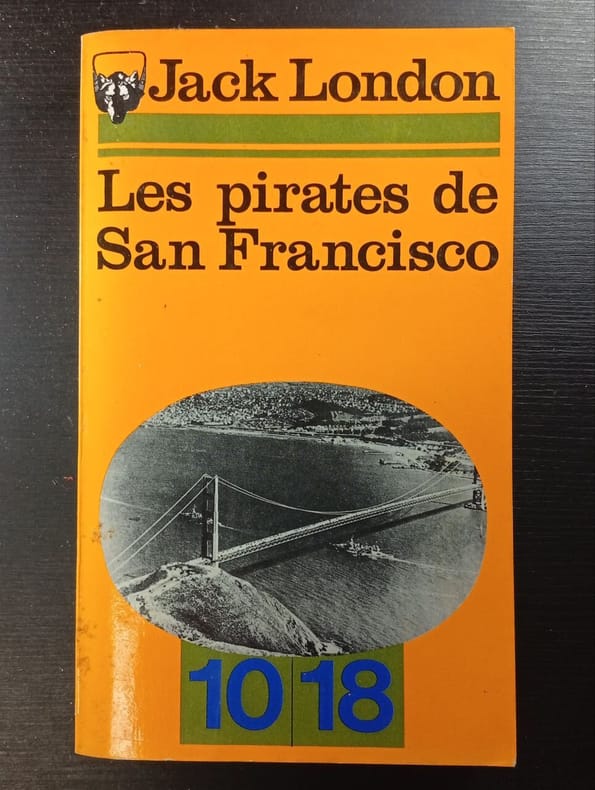 Jack London
Les pirates de
San Francisco
10 18